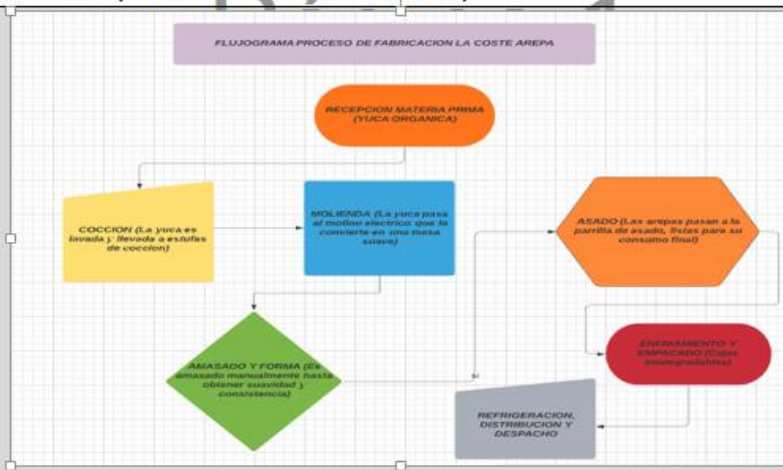 FLUJOGRAMA PROCESO DE FABRICACION LA COSTE AREPA
RECEPCION MATERIA PRIMA
(YUCA ORGANICA)
COCCION (La yuca es
lavada y llevada a estufas
de coccion)
MOLIENDA (La yuca pasa
al molino electrico que la
convierte en una masa
suave)
AMASADO Y FORMA (Es
amasado manualmente hasta
obtener suavidad y
consistencia)
Sí
ASADO (Las arepas pasan a la
parrilla de asado, listas para su
consumo final)
ENFRIAMIENTO Y
EMPACADO (Cajas
biodegradables)
REFRIGERACION,
DISTRIBUCION Y
DESPACHO